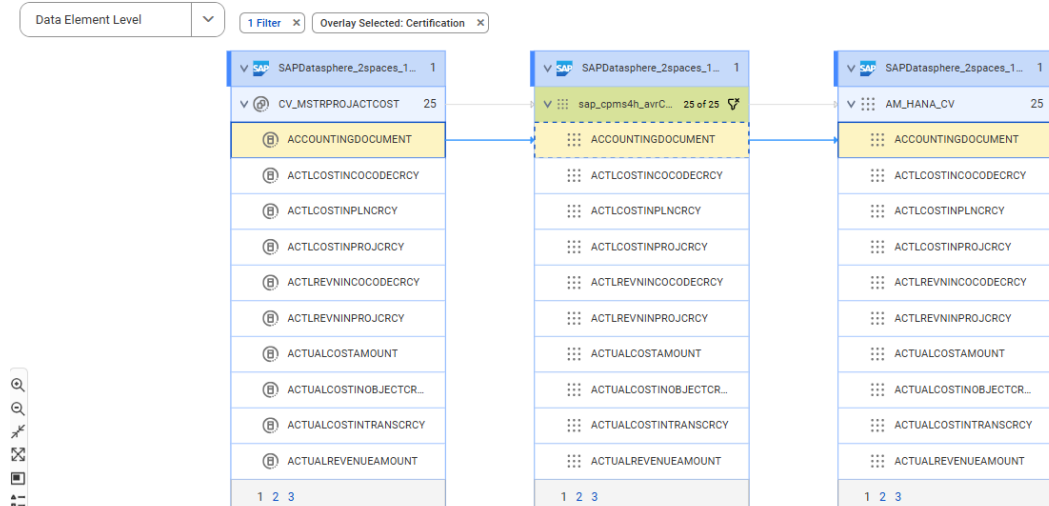 Data Element Level
1 Filter ×
Overlay Selected: Certification ×
SAP SAPDatasphere_2spaces_1... 1
CV_MSTRPROJACTCOST 25
ACCOUNTINGDOCUMENT
ACTLCOSTINCOCODECRCY
ACTLCOSTINPLNCRCY
ACTLCOSTINPROJCRCY
ACTLREVNINCOCODECRCY
ACTLREVNINPROJCRCY
ACTUALCOSTAMOUNT
ACTUALCOSTINOBJECTCR...
ACTUALCOSTINTRANSCRCY
ACTUALREVENUEAMOUNT
1 2 3
SAP SAPDatasphere_2spaces_1... 1
sap_cpms4h_avrC... 25 of 25
ACCOUNTINGDOCUMENT
ACTLCOSTINCOCODECRCY
ACTLCOSTINPLNCRCY
ACTLCOSTINPROJCRCY
ACTLREVNINCOCODECRCY
ACTLREVNINPROJCRCY
ACTUALCOSTAMOUNT
ACTUALCOSTINOBJECTCR...
ACTUALCOSTINTRANSCRCY
ACTUALREVENUEAMOUNT
1 2 3
SAP SAPDatasphere_2spaces_1... 1
AM_HANA_CV 25
ACCOUNTINGDOCUMENT
ACTLCOSTINCOCODECRCY
ACTLCOSTINPLNCRCY
ACTLCOSTINPROJCRCY
ACTLREVNINCOCODECRCY
ACTLREVNINPROJCRCY
ACTUALCOSTAMOUNT
ACTUALCOSTINOBJECTCR...
ACTUALCOSTINTRANSCRCY
ACTUALREVENUEAMOUNT
1 2 3